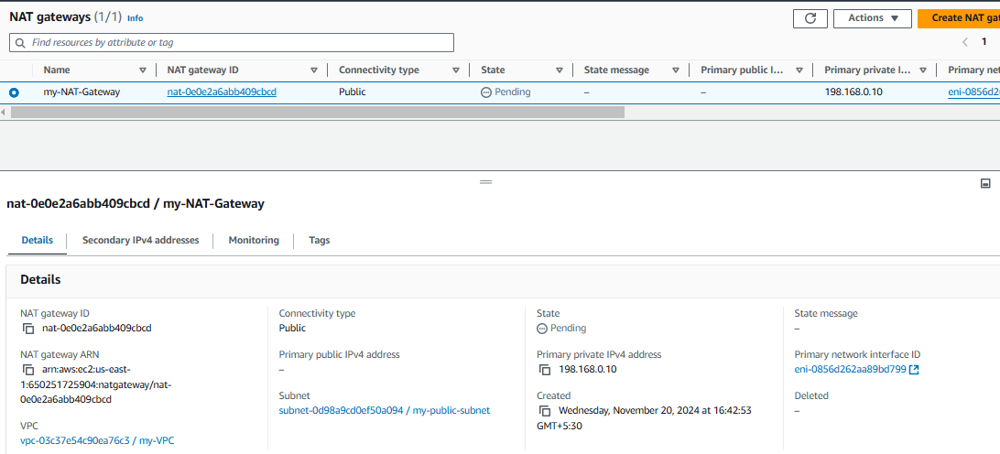 NAT gateways (1/1) Info
Actions
Create NAT gat
Find resources by attribute or tag
1
Name NAT gateway ID Connectivity type State State message Primary public I... Primary private I... Primary net
my-NAT-Gateway nat-0e0e2a6abb409cbcd Public Pending – – 198.168.0.10 eni-0856d2
nat-0e0e2a6abb409cbcd / my-NAT-Gateway
Details Secondary IPv4 addresses Monitoring Tags
Details
NAT gateway ID
nat-0e0e2a6abb409cbcd
NAT gateway ARN
arn:aws:ec2:us-east-
1:650251725904:natgateway/nat-
0e0e2a6abb409cbcd
VPC
vpc-03c37e54c90ea76c3 / my-VPC
Connectivity type
Public
Primary public IPv4 address
–
Subnet
subnet-0d98a9cd0ef50a094 / my-public-subnet
State
Pending
Primary private IPv4 address
198.168.0.10
Created
Wednesday, November 20, 2024 at 16:42:53
GMT+5:30
State message
–
Primary network interface ID
eni-0856d262aa89bd799
Deleted
–